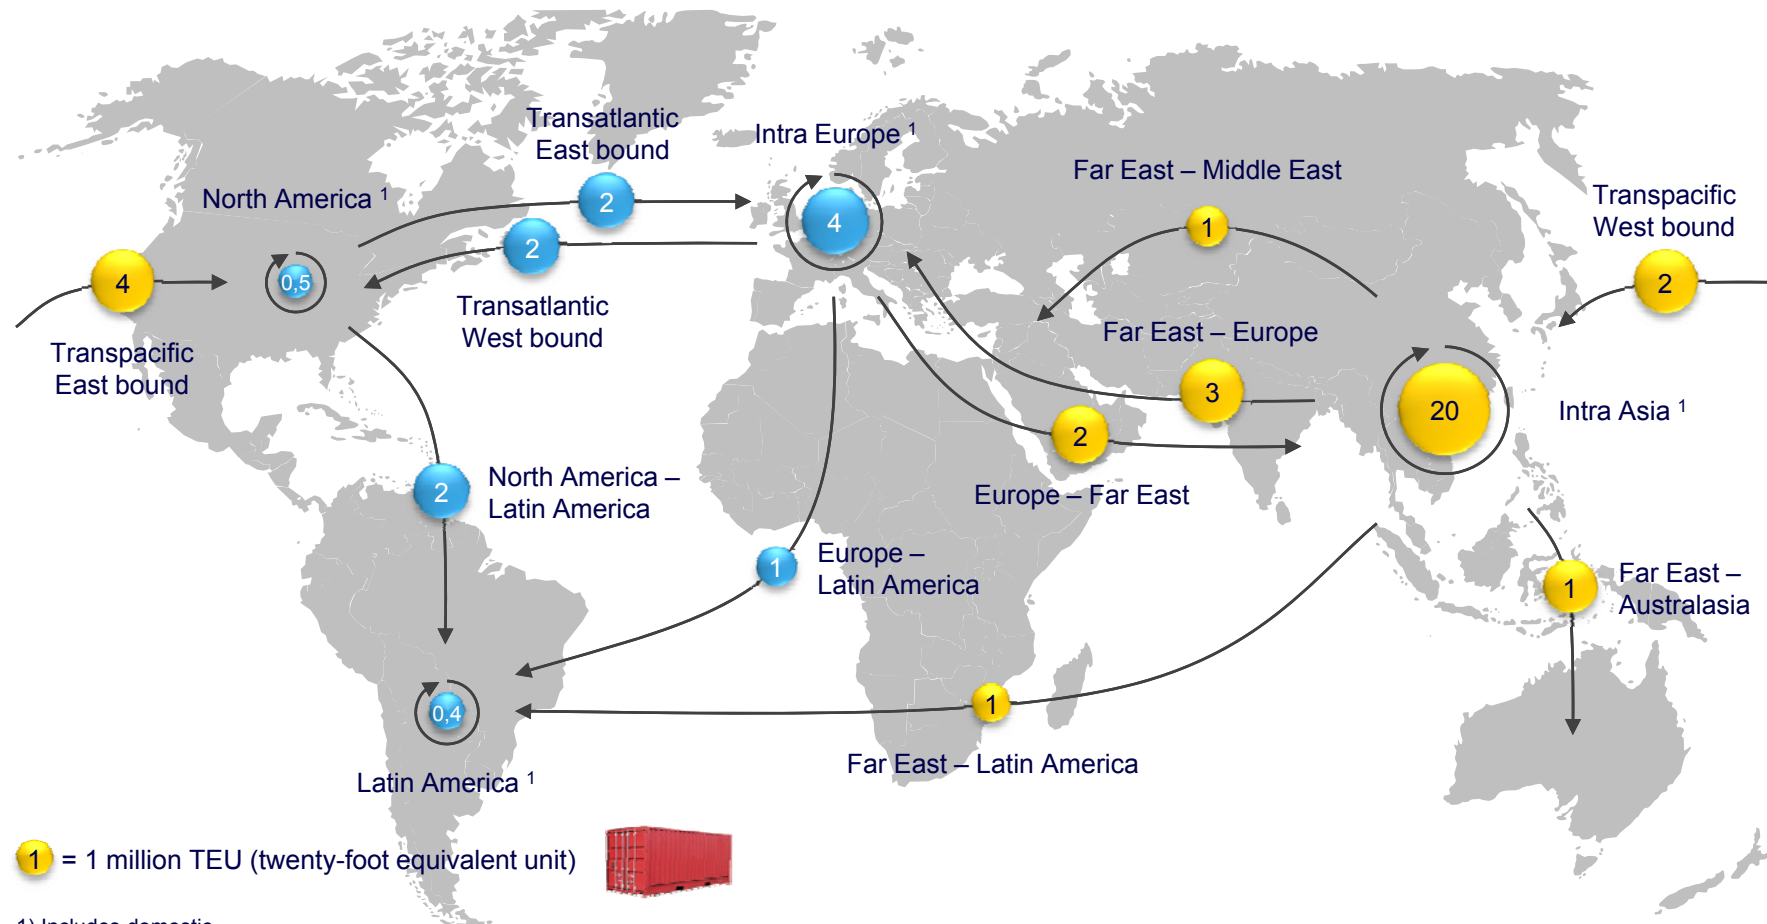 Transatlantic
East bound
2
Intra Europe 1
4
Far East – Middle East
1
Transpacific
West bound
2
North America 1
0,5
4
Transpacific
East bound
2
Transatlantic
West bound
Far East – Europe
3
20
Intra Asia 1
2
Europe – Far East
North America –
Latin America
2
Europe –
Latin America
1
Far East –
Australasia
1
1
Far East – Latin America
0,4
Latin America 1
1 = 1 million TEU (twenty-foot equivalent unit)
1) Includes domestic